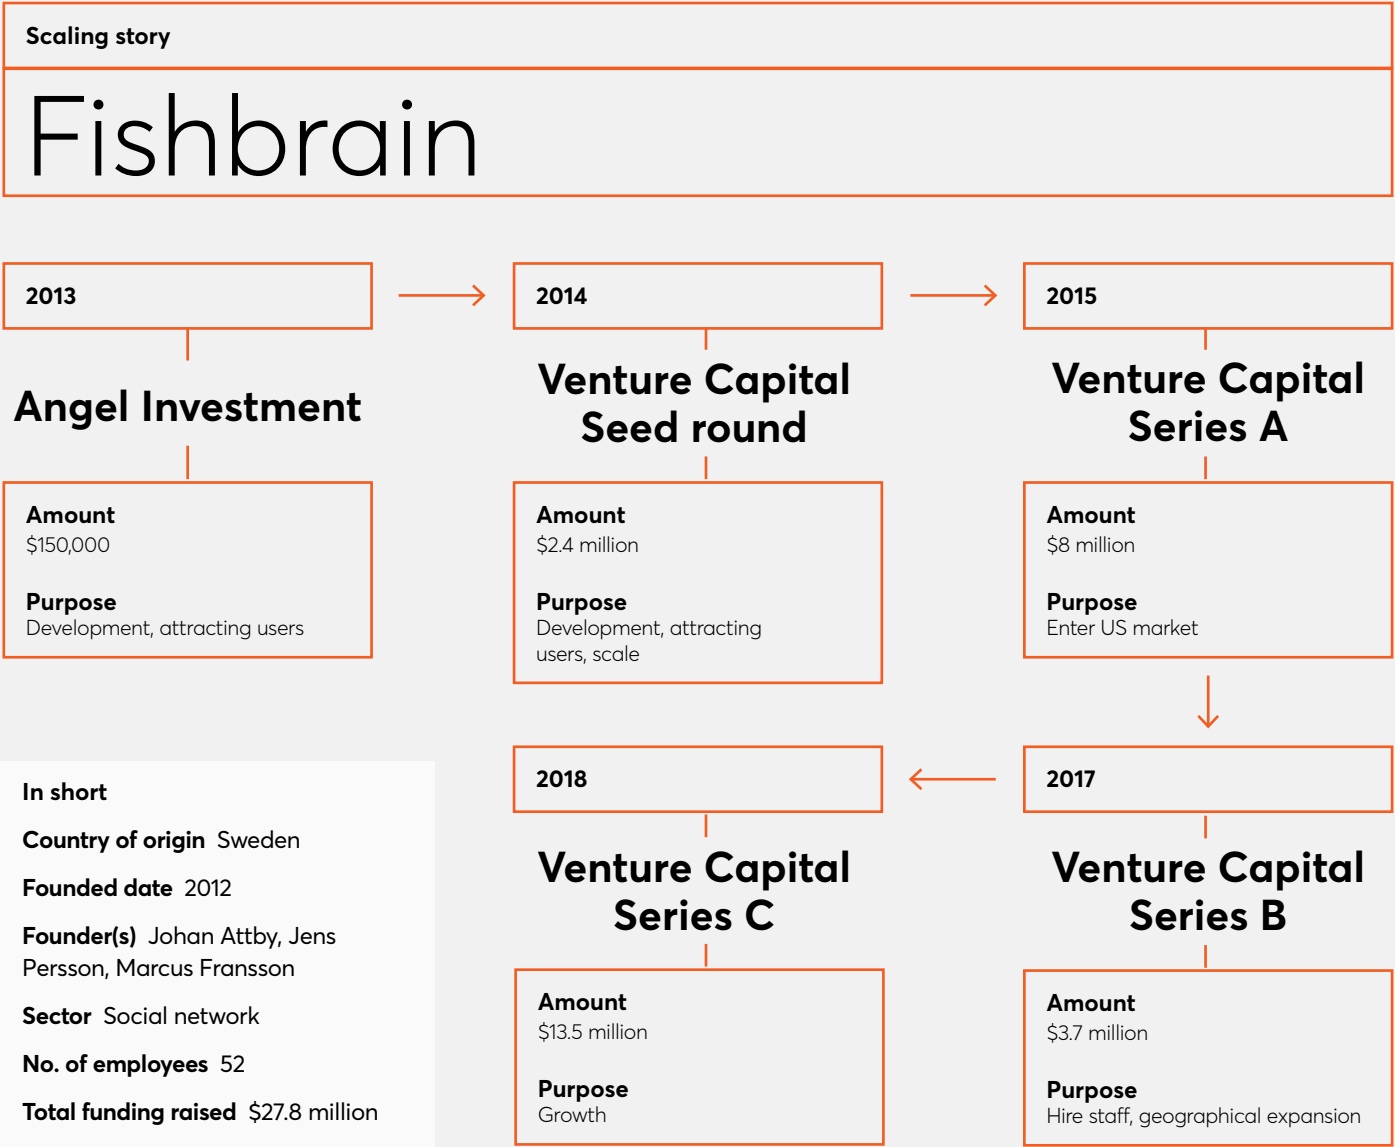 Scaling story
Fishbrain
2013
Angel Investment
Amount
$150,000
Purpose
Development, attracting users
2014
Venture Capital
Seed round
Amount
$2.4 million
Purpose
Development, attracting
users, scale
2015
Venture Capital
Series A
Amount
$8 million
Purpose
Enter US market
2017
Venture Capital
Series B
Amount
$3.7 million
Purpose
Hire staff, geographical expansion
2018
Venture Capital
Series C
Amount
$13.5 million
Purpose
Growth
In short
Country of origin Sweden
Founded date 2012
Founder(s) Johan Attby, Jens
Persson, Marcus Fransson
Sector Social network
No. of employees 52
Total funding raised $27.8 million